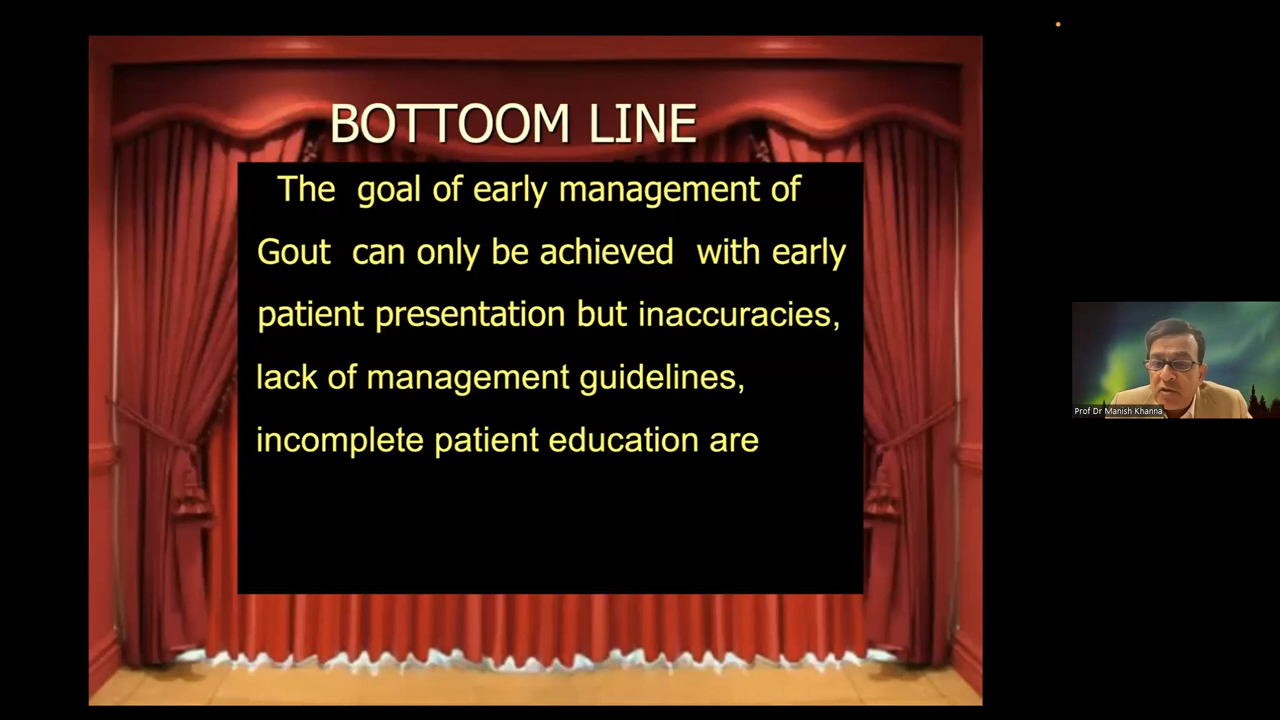 BOTTOOM LINE
The goal of early management of
Gout can only be achieved with early
patient presentation but inaccuracies,
lack of management guidelines,
incomplete patient education are
Prof Dr Manish Khanna